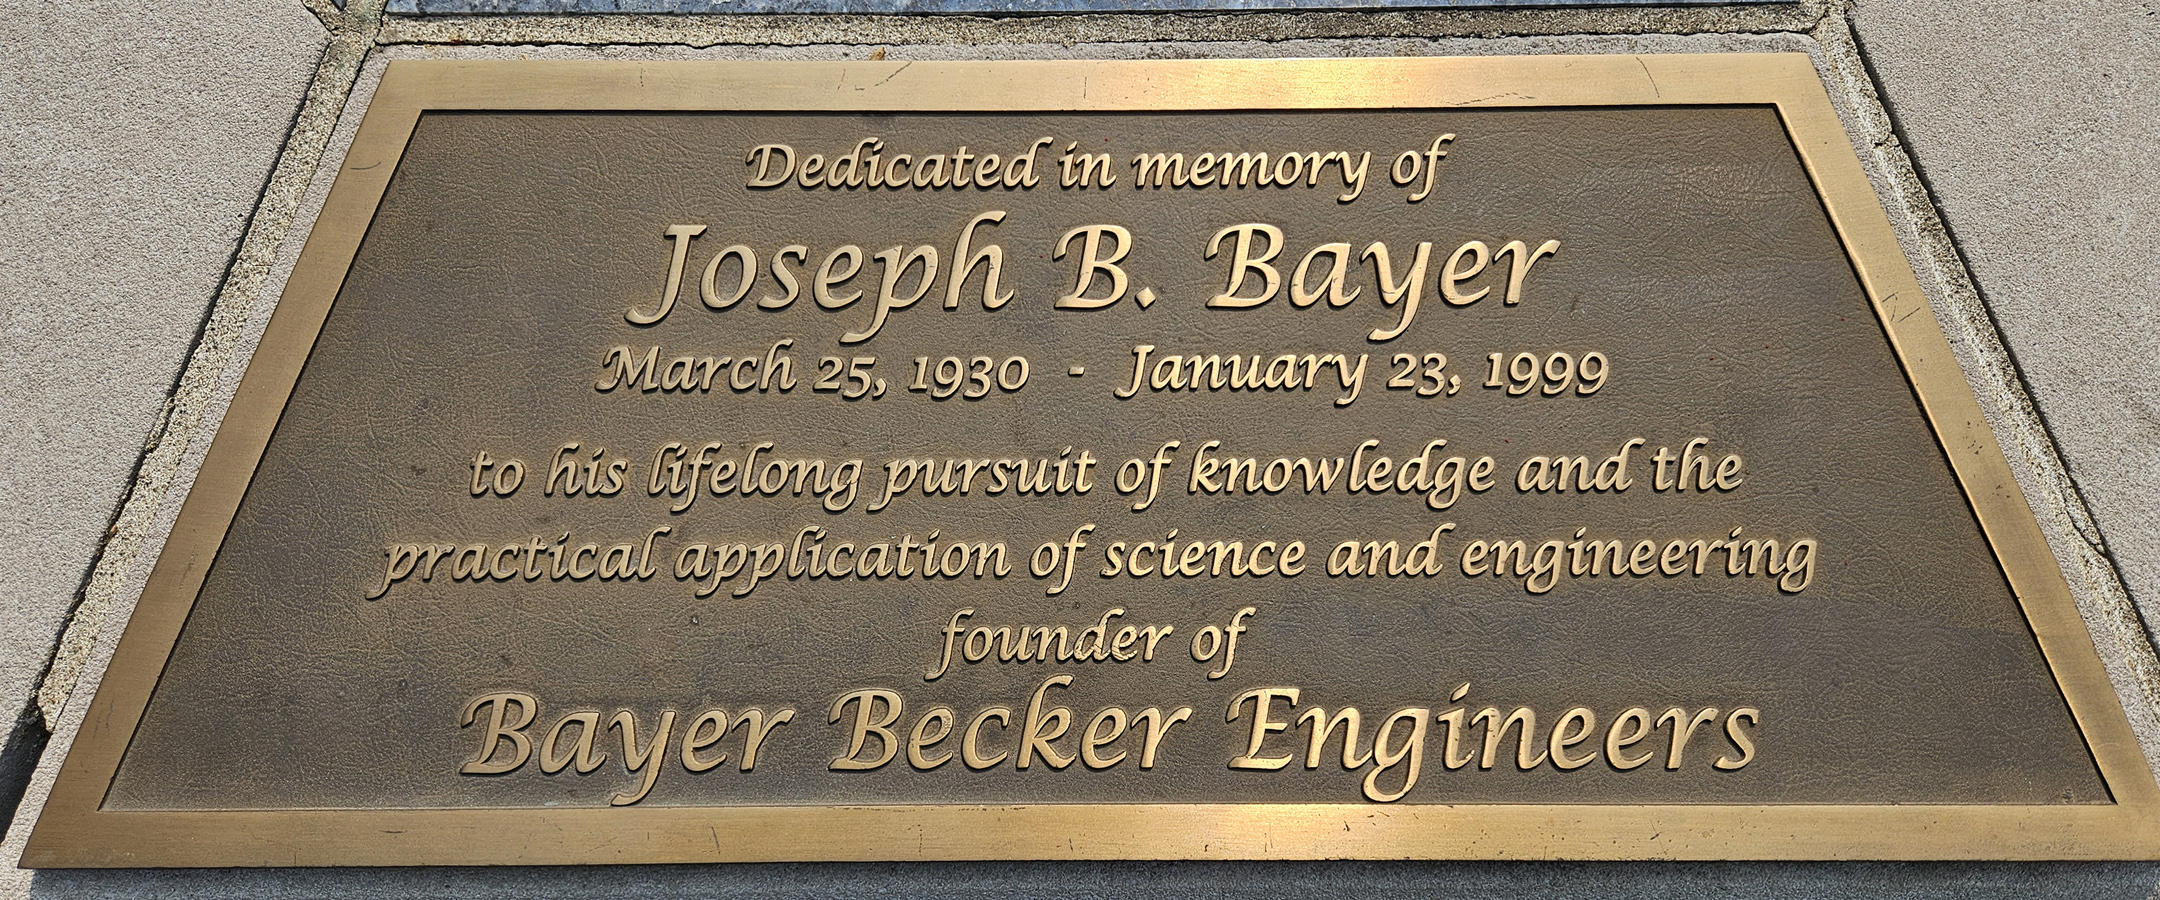 Dedicated in memory of
Joseph B. Bayer
March 25, 1930 - January 23, 1999
to his lifelong pursuit of knowledge and the
practical application of science and engineering
founder of
Bayer Becker Engineers